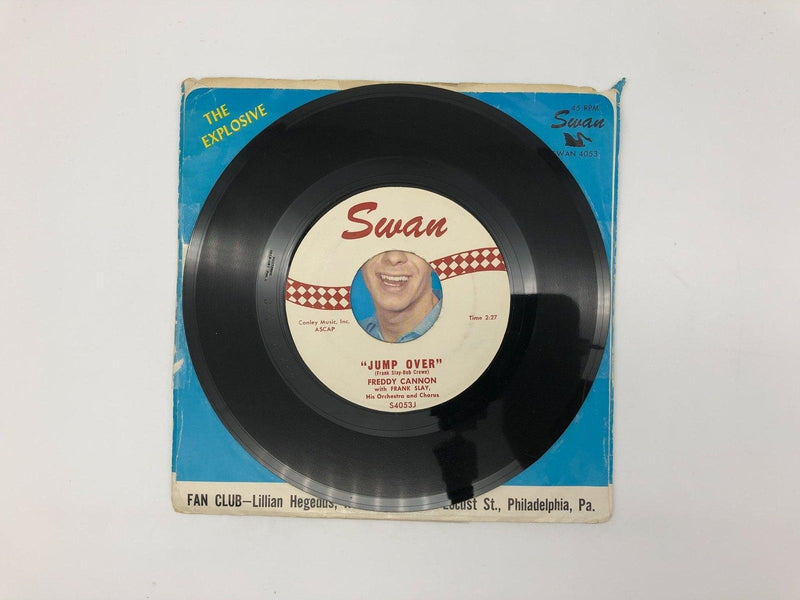 THE
EXPLOSIVE
45 RPM
Swan
SWAN 4053
Swan
Conley Music, Inc.
ASCAP
Time 2:27
"JUMP OVER"
(Frank Slay-Bob Crewe)
FREDDY CANNON
with FRANK SLAY,
His Orchestra and Chorus
S4053J
FAN CLUB—Lillian Hegedus, Locust St., Philadelphia, Pa.